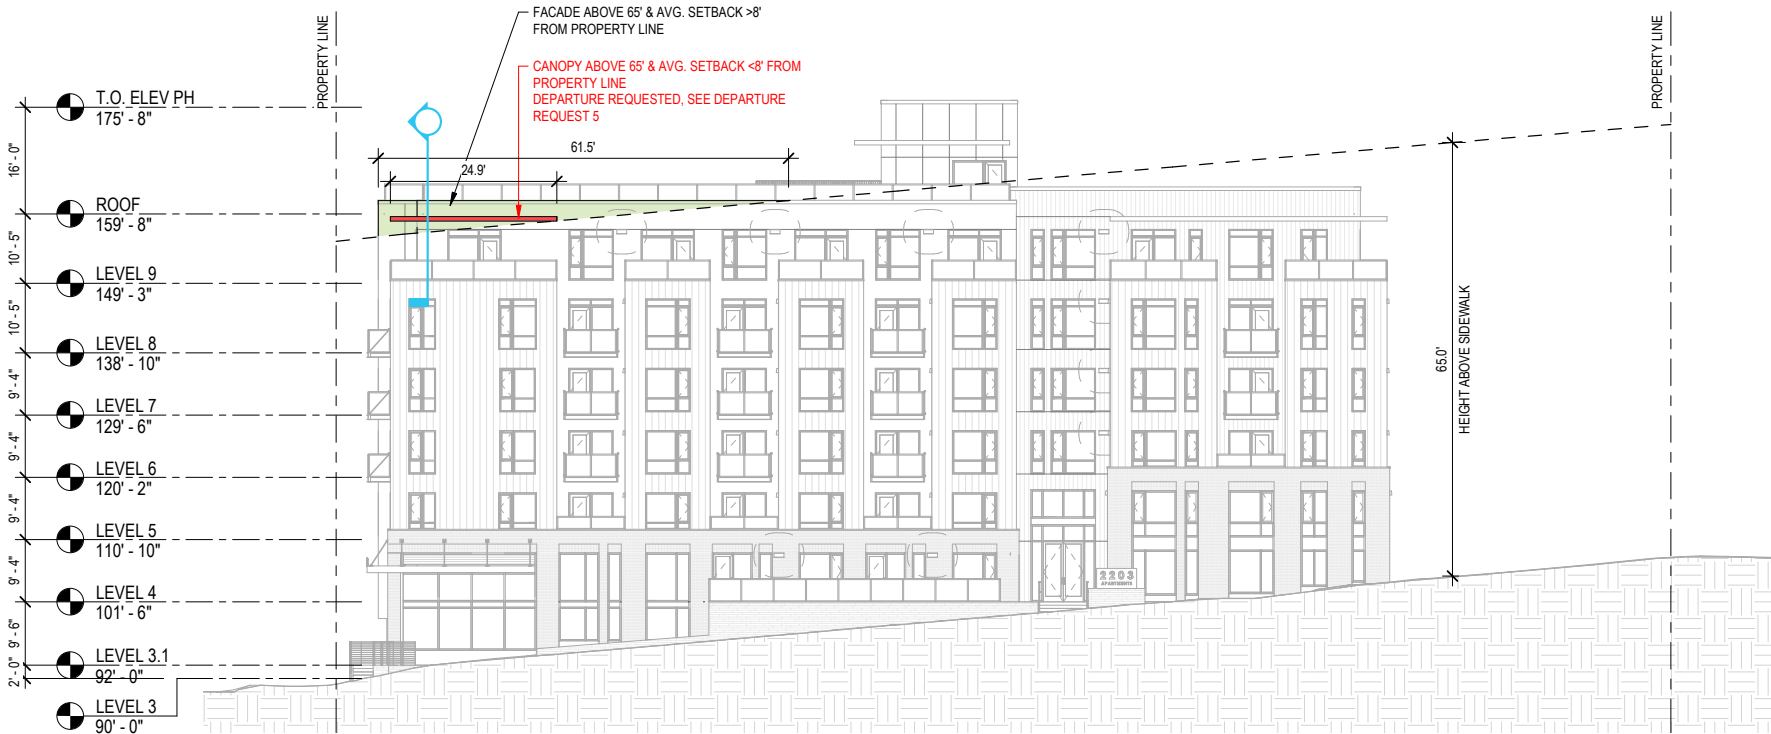 FACADE ABOVE 65' & AVG. SETBACK >8'
FROM PROPERTY LINE
CANOPY ABOVE 65' & AVG. SETBACK <8' FROM
PROPERTY LINE
DEPARTURE REQUESTED, SEE DEPARTURE
REQUEST 5
PROPERTY LINE
PROPERTY LINE
T.O. ELEV PH
175' - 8"
16' - 0"
61.5'
24.9'
ROOF
159' - 8"
10' - 5"
LEVEL 9
149' - 3"
10' - 5"
LEVEL 8
138' - 10"
9' - 4"
LEVEL 7
129' - 6"
9' - 4"
LEVEL 6
120' - 2"
9' - 4"
LEVEL 5
110' - 10"
9' - 4"
LEVEL 4
101' - 6"
9' - 6"
LEVEL 3.1
92' - 0"
2' - 0"
LEVEL 3
90' - 0"
65.0'
HEIGHT ABOVE SIDEWALK
2203
APARTMENTS